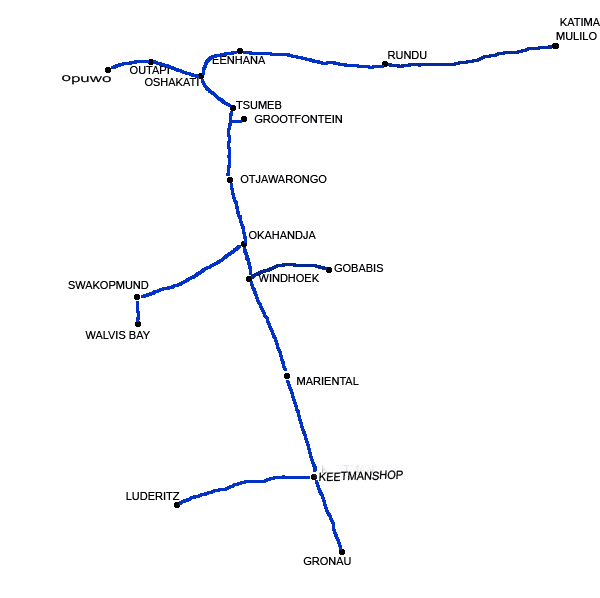 KATIMA
MULILO
EENHANA
RUNDU
OUTAPI
opuwo
OSHAKATI
TSUMEB
GROOTFONTEIN
OTJAWARONGO
OKAHANDJA
GOBABIS
WINDHOEK
SWAKOPMUND
WALVIS BAY
MARIENTAL
KEETMANSHOP
LUDERITZ
GRONAU